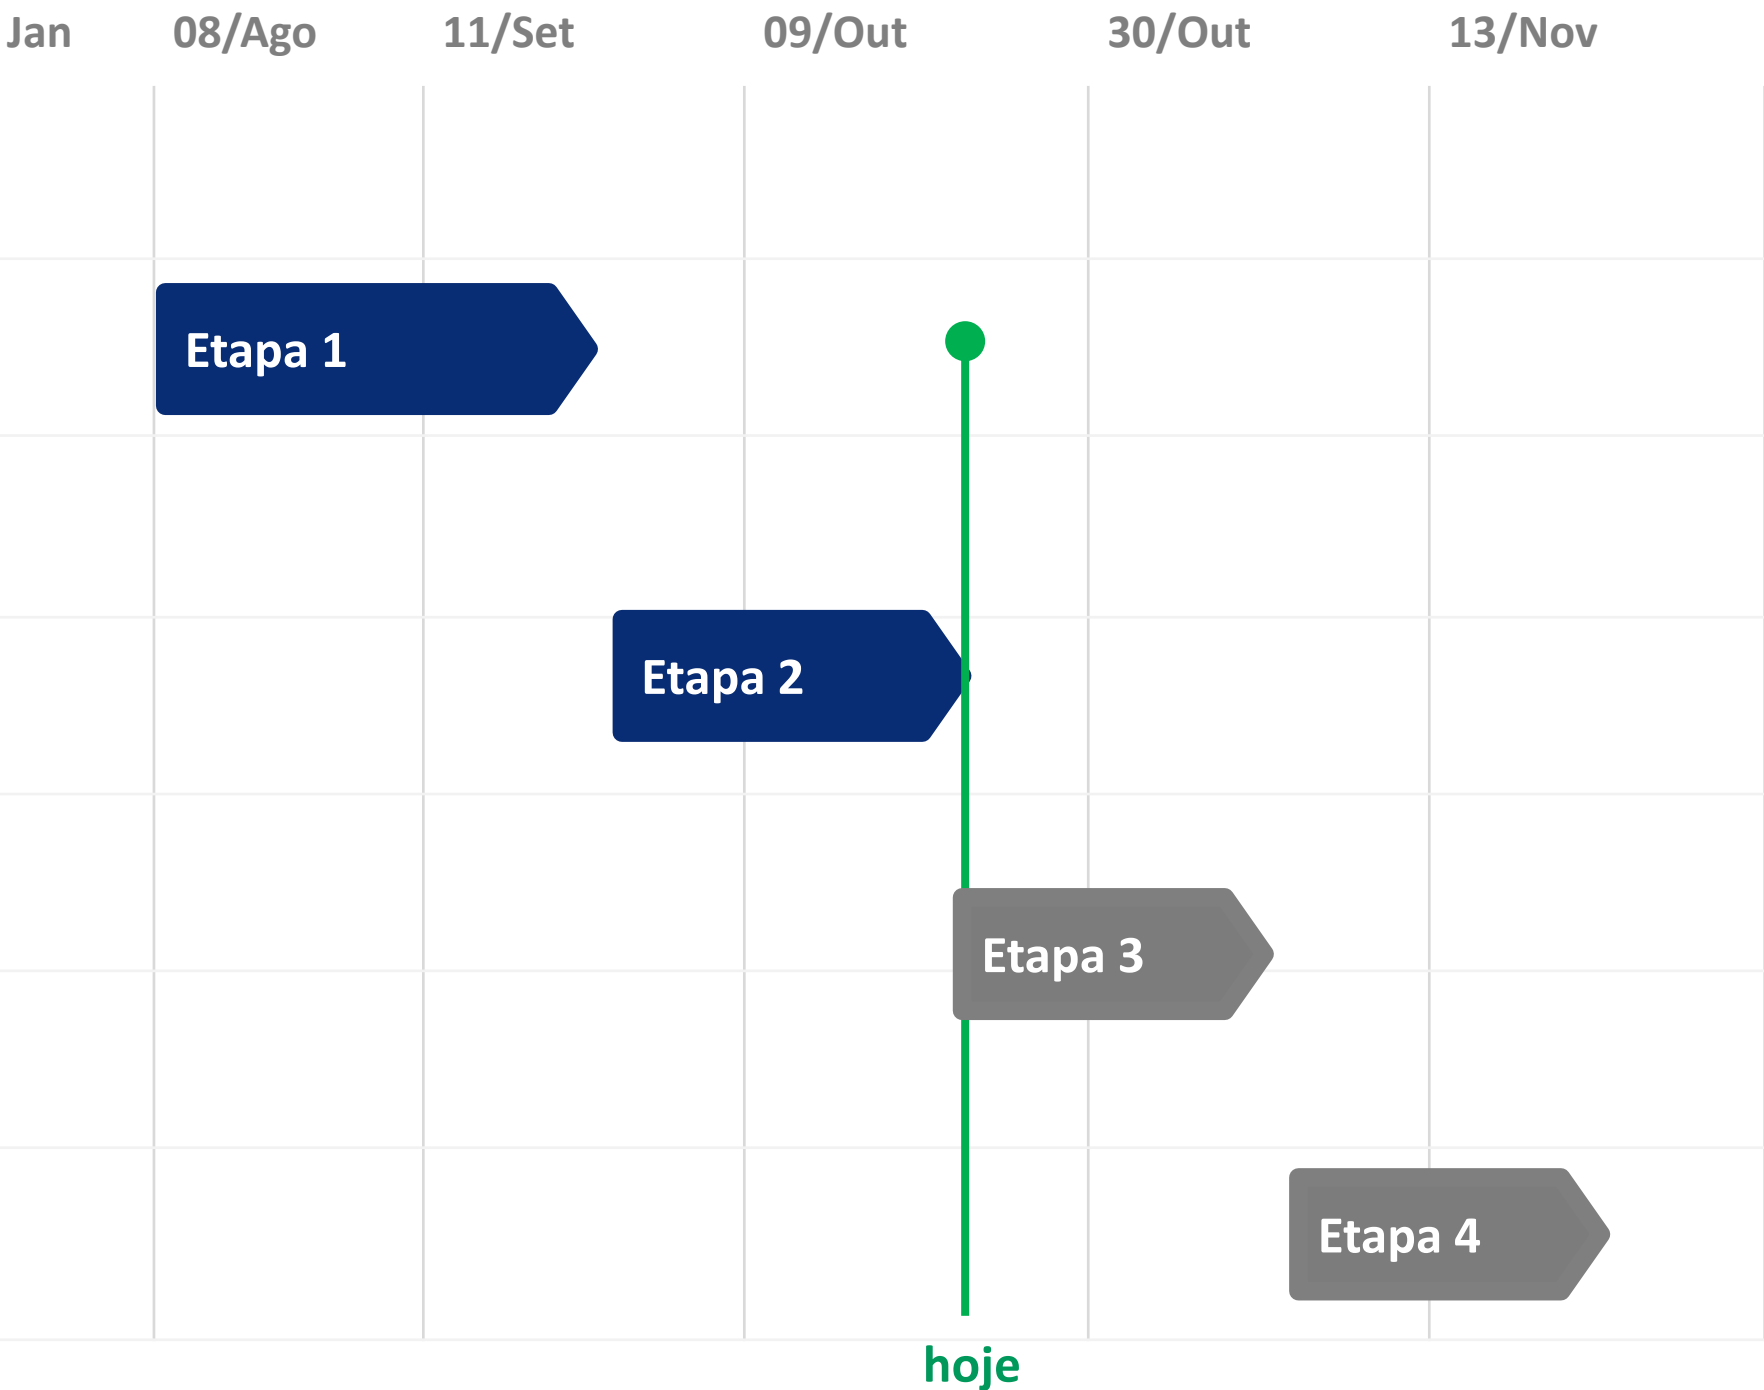 Jan 08/Ago 11/Set 09/Out 30/Out 13/Nov
Etapa 1
Etapa 2
Etapa 3
Etapa 4
hoje